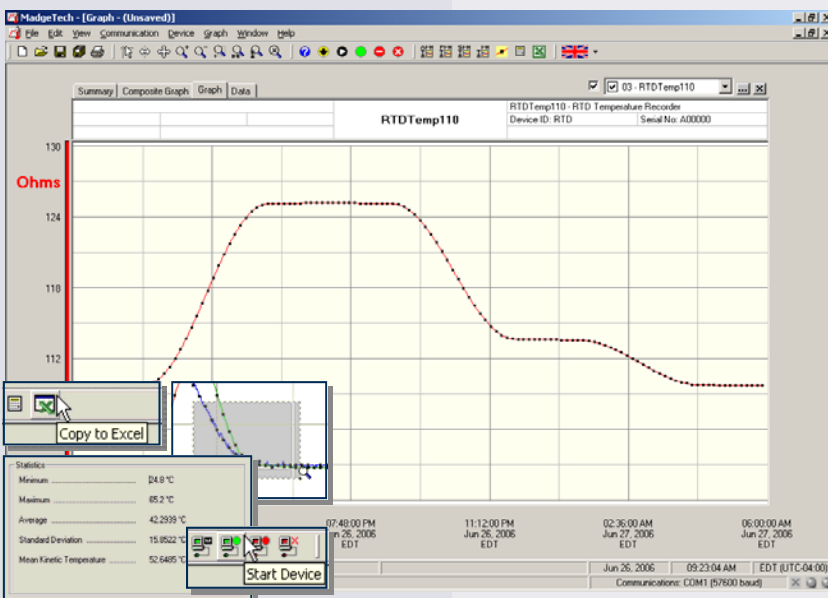 MadgeTech - [Graph - (Unsaved)]
File Edit View Communication Device Graph Window Help
Summary Composite Graph Graph Data
03 - RTDTemp110
RTDTemp110
RTDTemp110 - RTD Temperature Recorder
Device ID: RTD Serial No: A00000
130
Ohms
124
118
112
Copy to Excel
Statistics
Minimum 24.8 °C
Maximum 65.2 °C
Average 42.2939 °C
Standard Deviation 15.8522 °C
Mean Kinetic Temperature 52.6485 °C
Start Device
07:48:00 PM 11:12:00 PM 02:36:00 AM 06:00:00 AM
n 26, 2006 Jun 26, 2006 Jun 27, 2006 Jun 27, 2006
EDT EDT EDT EDT
Jun 26, 2006 09:23:04 AM EDT (UTC-04:00)
Communications: COM1 (57600 baud)